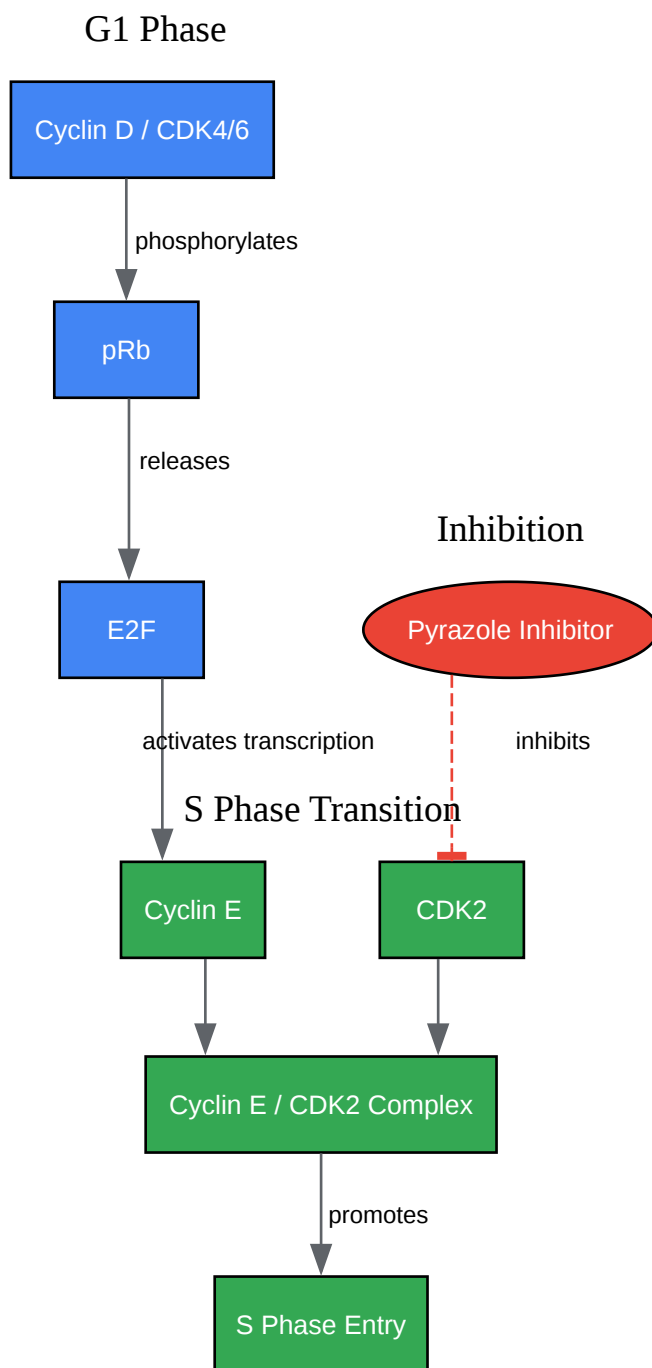 G1 Phase
Cyclin D / CDK4/6
phosphorylates
pRb
releases
Inhibition
E2F
Pyrazole Inhibitor
activates transcription
inhibits
S Phase Transition
Cyclin E
CDK2
Cyclin E / CDK2 Complex
promotes
S Phase Entry